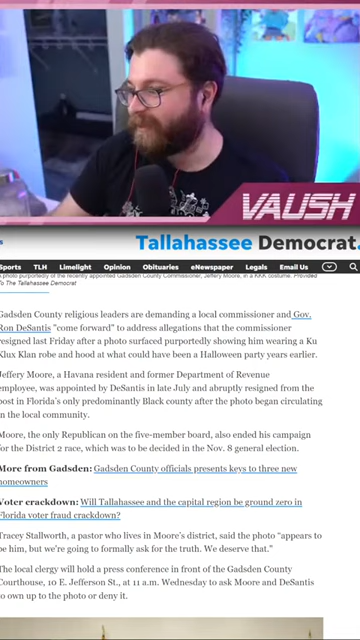 VAUSH
s
Tallahassee Democrat.
Sports TLH Limelight Opinion Obituaries eNewspaper Legals Email Us
A photo purportedly of the recently appointed Gadsden County Commissioner, Jeffery Moore, in a KKK costume. Provided
To The Tallahassee Democrat
Gadsden County religious leaders are demanding a local commissioner and Gov.
Ron DeSantis "come forward" to address allegations that the commissioner
resigned last Friday after a photo surfaced purportedly showing him wearing a Ku
Klux Klan robe and hood at what could have been a Halloween party years earlier.
Jeffery Moore, a Havana resident and former Department of Revenue
employee, was appointed by DeSantis in late July and abruptly resigned from the
post in Florida's only predominantly Black county after the photo began circulating
in the local community.
Moore, the only Republican on the five-member board, also ended his campaign
for the District 2 race, which was to be decided in the Nov. 8 general election.
More from Gadsden: Gadsden County officials presents keys to three new
homeowners
Voter crackdown: Will Tallahassee and the capital region be ground zero in
Florida voter fraud crackdown?
Tracey Stallworth, a pastor who lives in Moore's district, said the photo "appears to
be him, but we're going to formally ask for the truth. We deserve that."
The local clergy will hold a press conference in front of the Gadsden County
Courthouse, 10 E. Jefferson St., at 11 a.m. Wednesday to ask Moore and DeSantis
to own up to the photo or deny it.